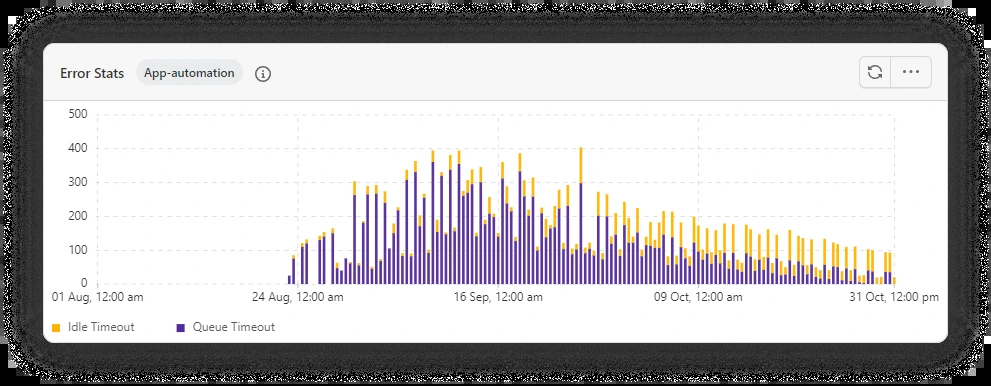 Error Stats App-automation
500
400
300
200
100
0
01 Aug, 12:00 am 24 Aug, 12:00 am 16 Sep, 12:00 am 09 Oct, 12:00 am 31 Oct, 12:00 pm
Idle Timeout Queue Timeout